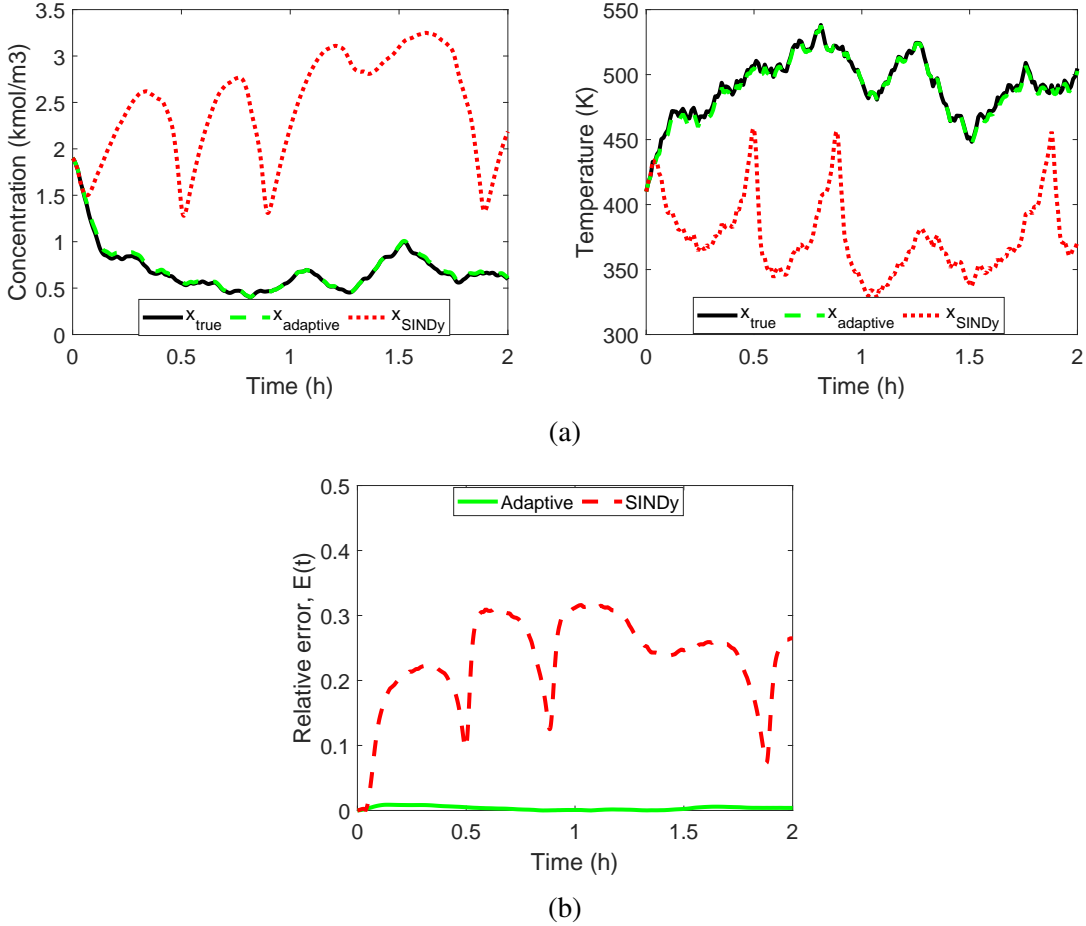 3.5
3
2.5
2
1.5
1
0.5
0
Concentration (kmol/m3)
x_true x_adaptive x_SINDy
0 0.5 1 1.5 2
Time (h)
550
500
450
400
350
300
Temperature (K)
x_true x_adaptive x_SINDy
0 0.5 1 1.5 2
Time (h)
(a)
0.5
0.4
0.3
0.2
0.1
0
Relative error, E(t)
Adaptive SINDy
0 0.5 1 1.5 2
Time (h)
(b)